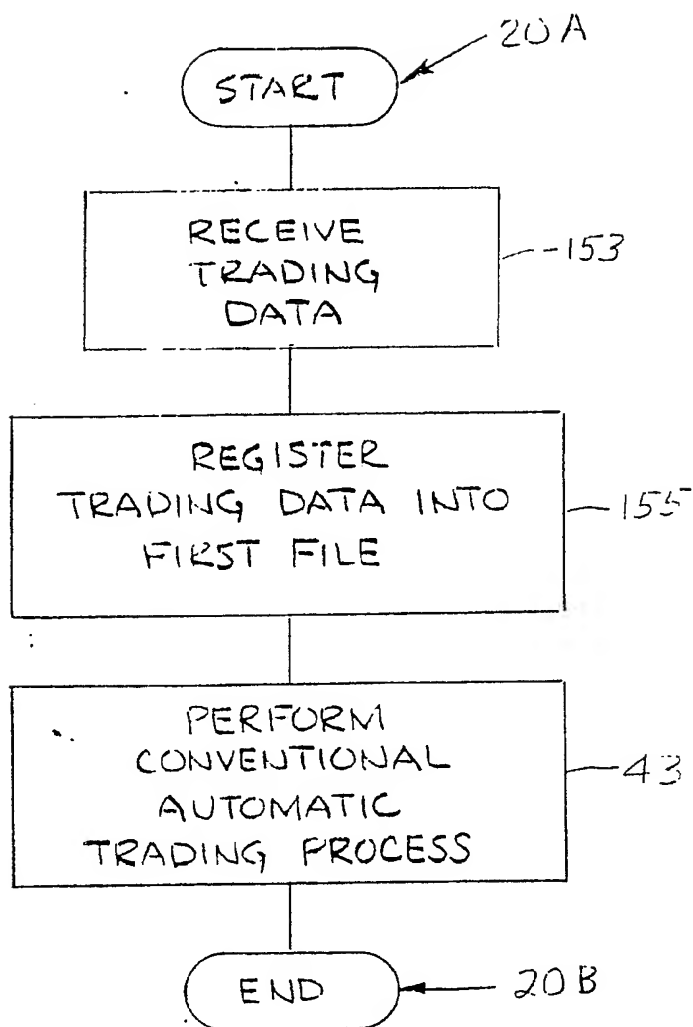 20A
START
RECEIVE
TRADING
DATA
153
REGISTER
TRADING DATA INTO
FIRST FILE
155
PERFORM
CONVENTIONAL
AUTOMATIC
TRADING PROCESS
43
END
20B